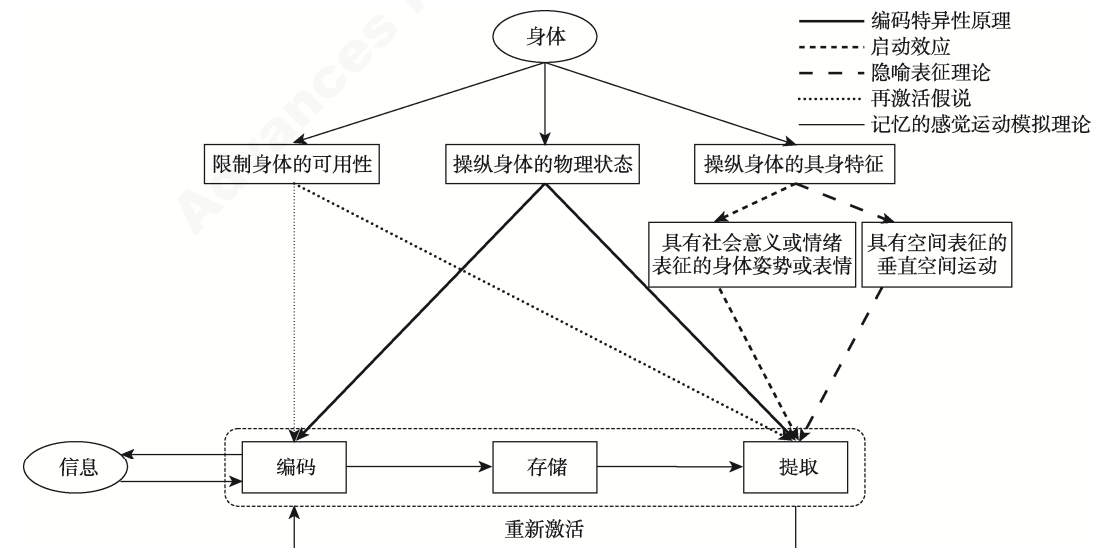 身体
编码特异性原理
启动效应
隐喻表征理论
再激活假说
记忆的感觉运动模拟理论
限制身体的可用性
操纵身体的物理状态
操纵身体的具身特征
具有社会意义或情绪
表征的身体姿势或表情
具有空间表征的
垂直空间运动
信息
编码
存储
提取
重新激活
Advances